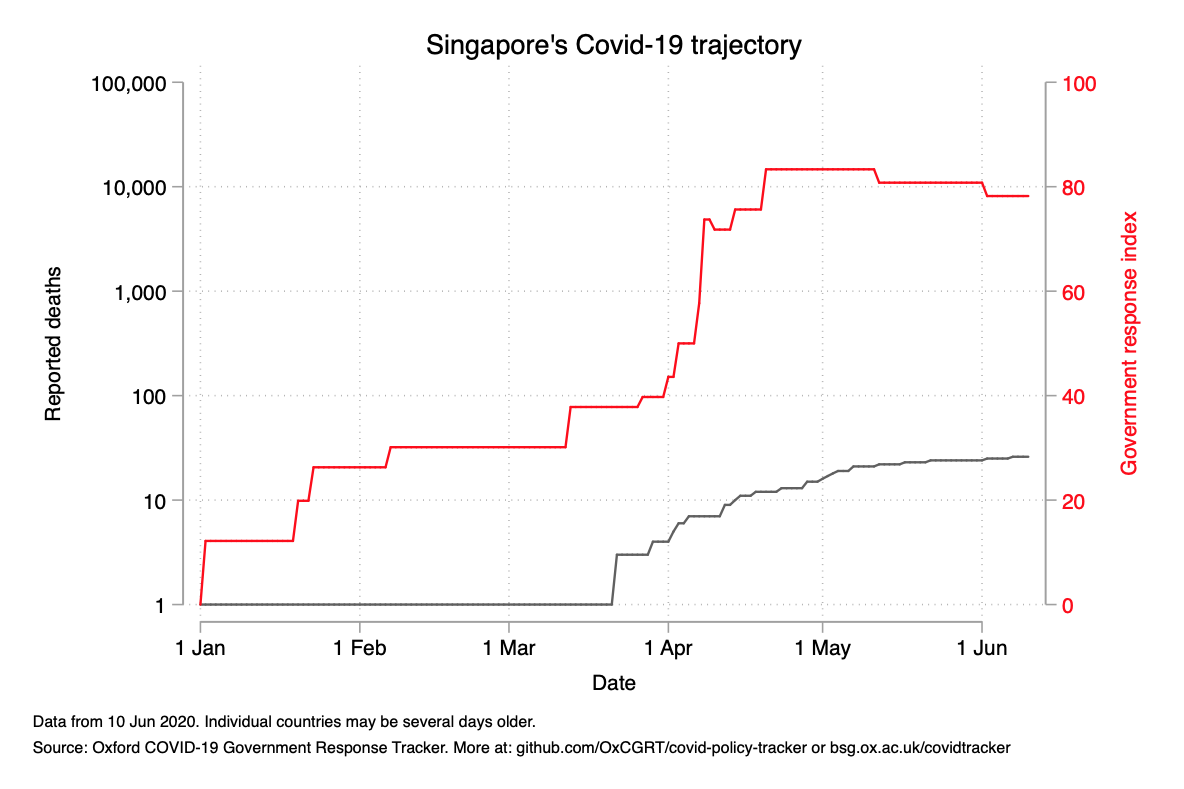 Singapore's Covid-19 trajectory
100,000
10,000
1,000
100
10
1
Reported deaths
100
80
60
40
20
0
Government response index
1 Jan 1 Feb 1 Mar 1 Apr 1 May 1 Jun
Date
Data from 10 Jun 2020. Individual countries may be several days older.
Source: Oxford COVID-19 Government Response Tracker. More at: github.com/OxCGRT/covid-policy-tracker or bsg.ox.ac.uk/covidtracker